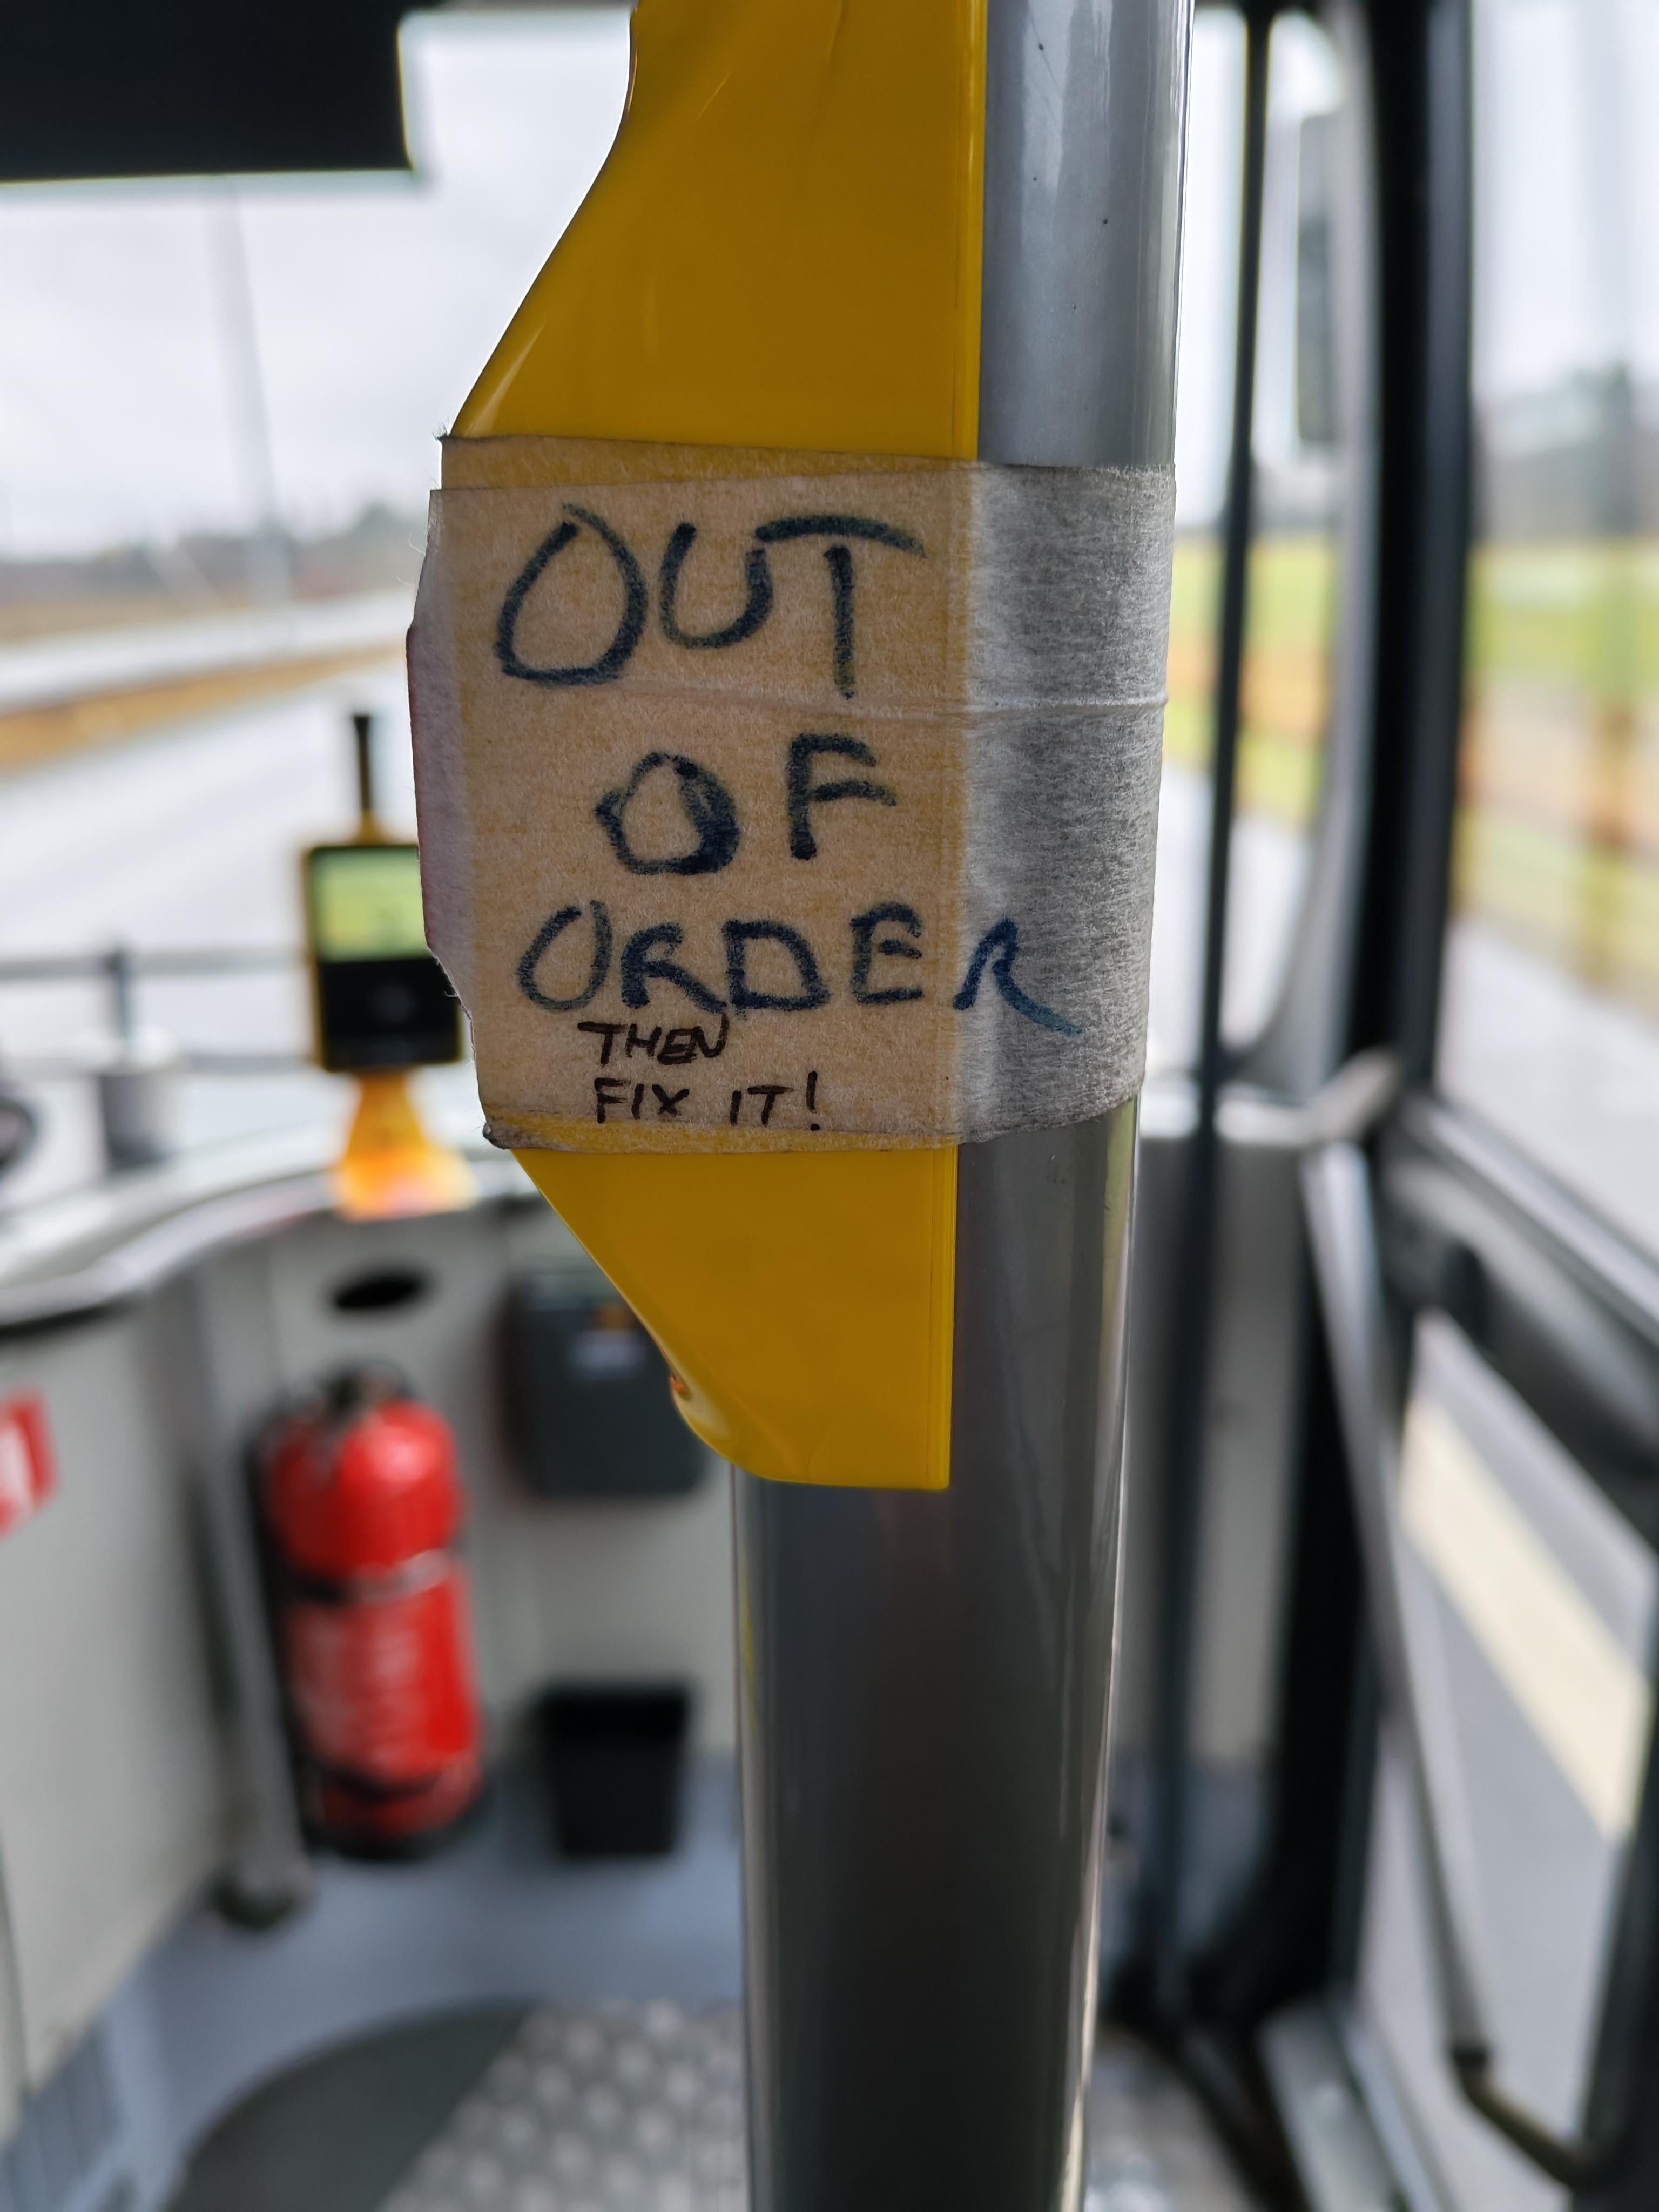 OUT
OF
ORDER
THEN
FIX IT!